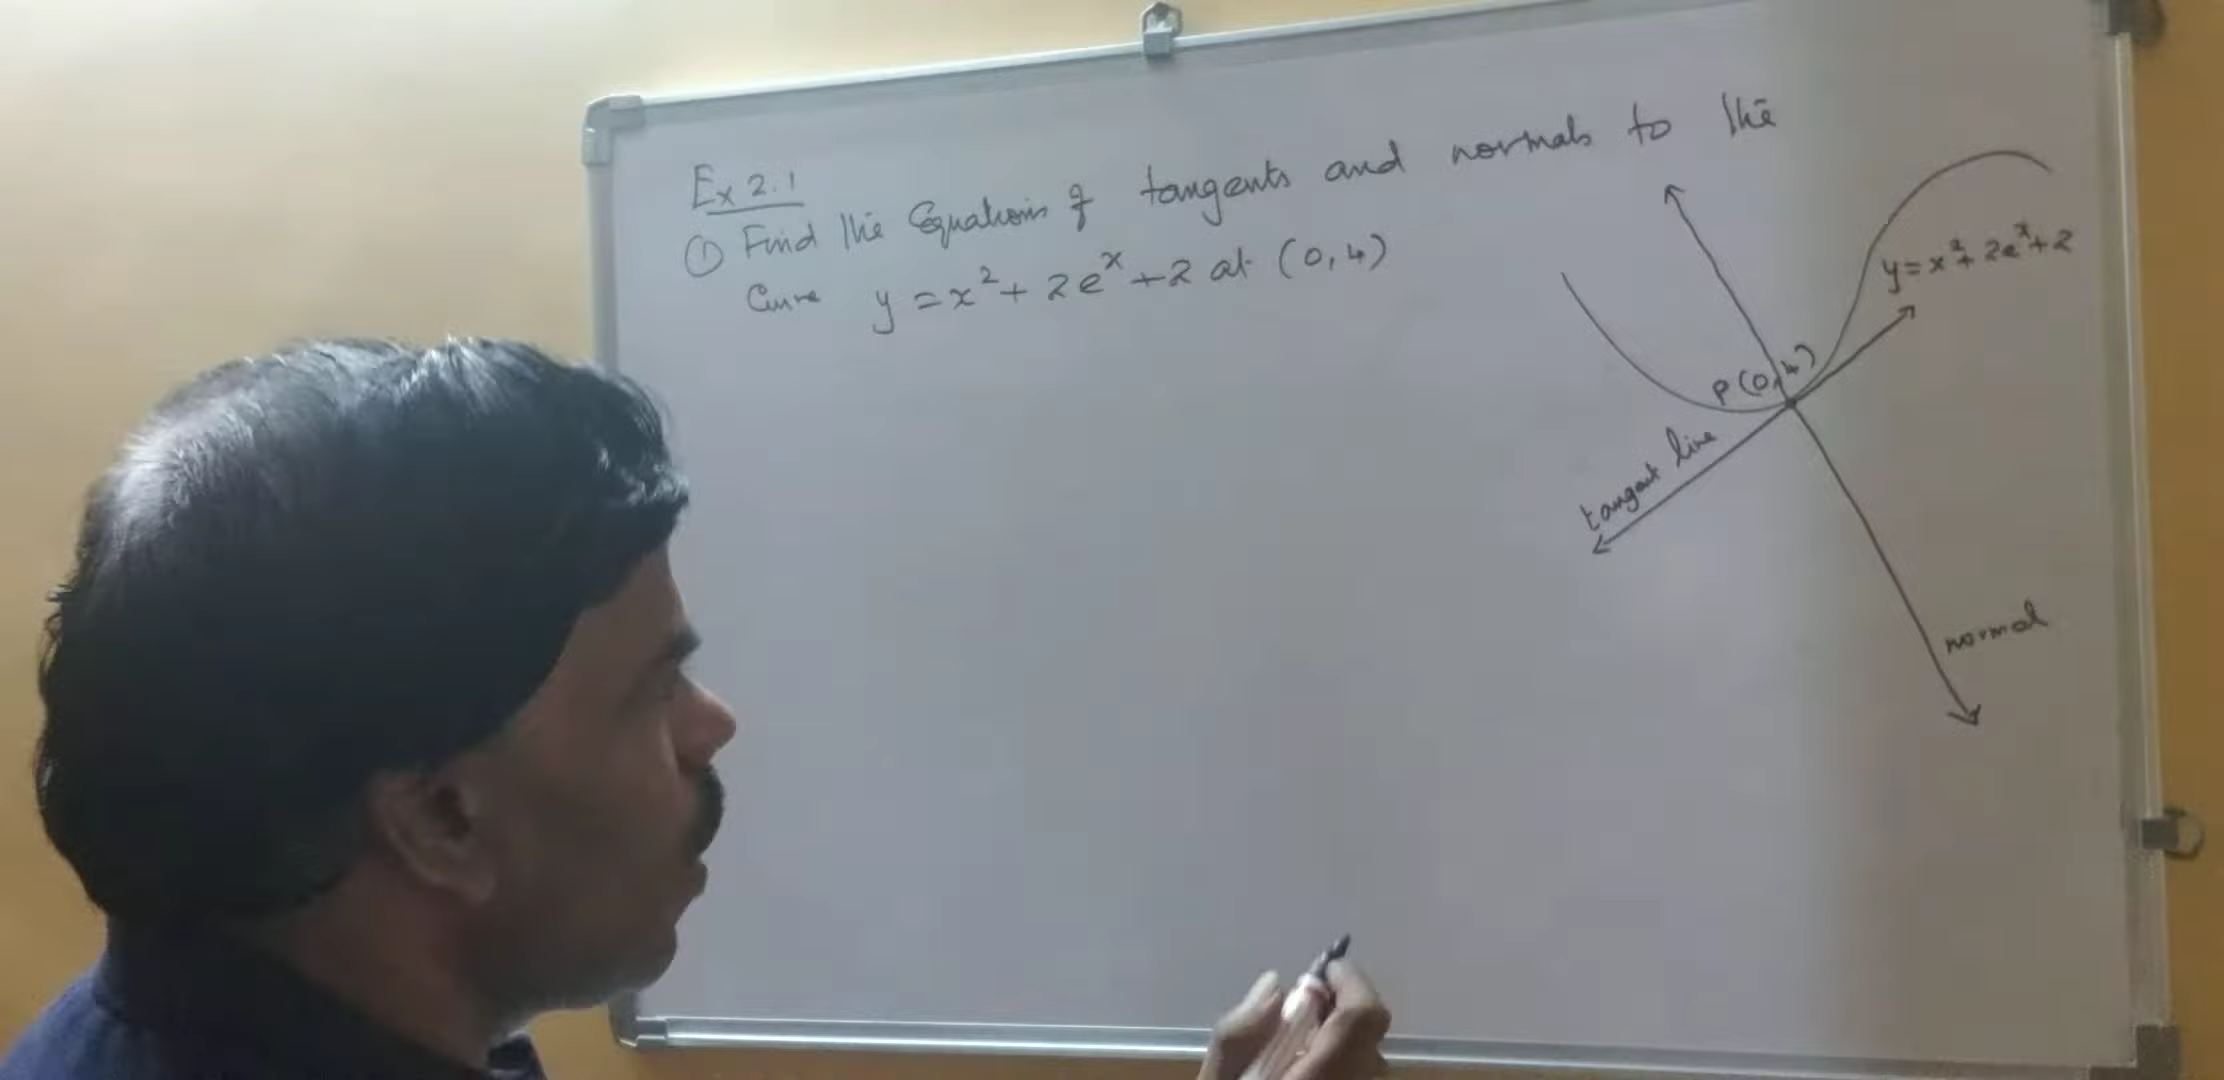 Ex 2.1
① Find the Equations of tangents and normals to the
Curve y = x² + 2eˣ + 2 at (0,4)
y = x² + 2eˣ + 2
P(0,4)
tangent line
normal